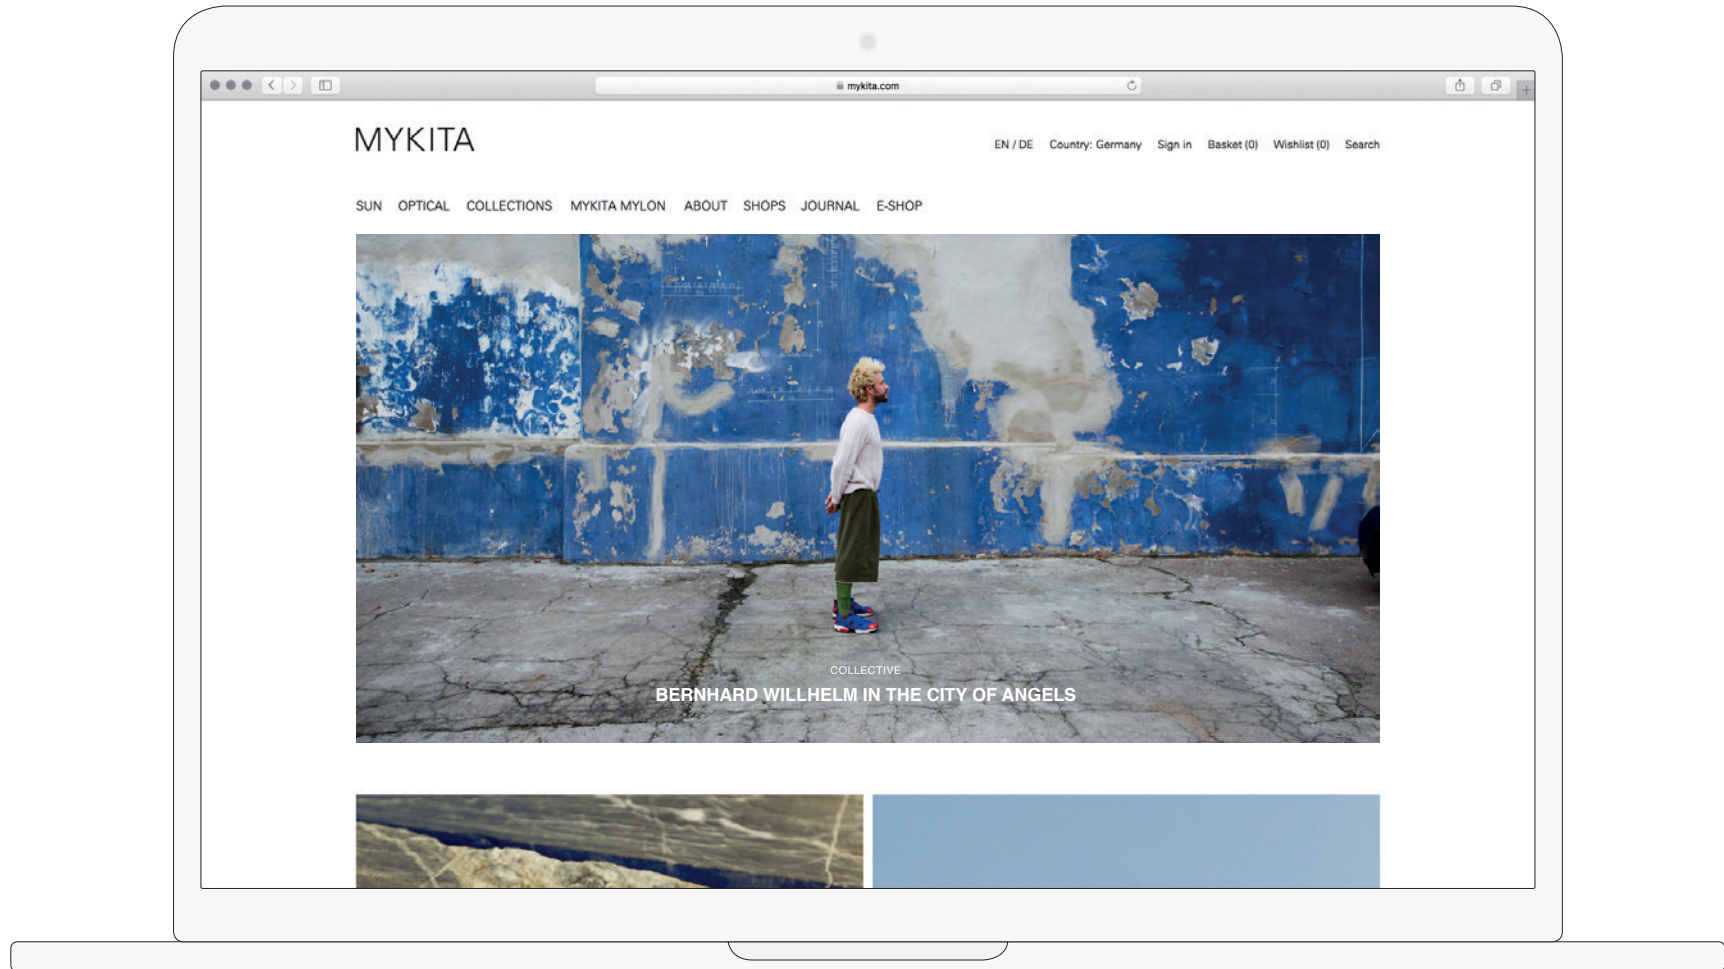 mykita.com
MYKITA
EN / DE Country: Germany Sign in Basket (0) Wishlist (0) Search
SUN OPTICAL COLLECTIONS MYKITA MYLON ABOUT SHOPS JOURNAL E-SHOP
COLLECTIVE
BERNHARD WILLHELM IN THE CITY OF ANGELS